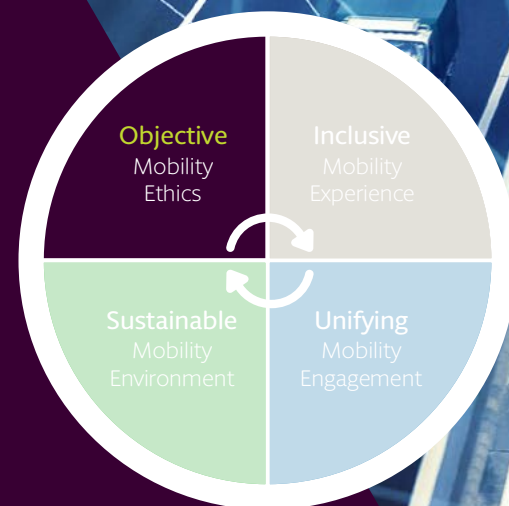 Objective
Mobility
Ethics
Inclusive
Mobility
Experience
Sustainable
Mobility
Environment
Unifying
Mobility
Engagement